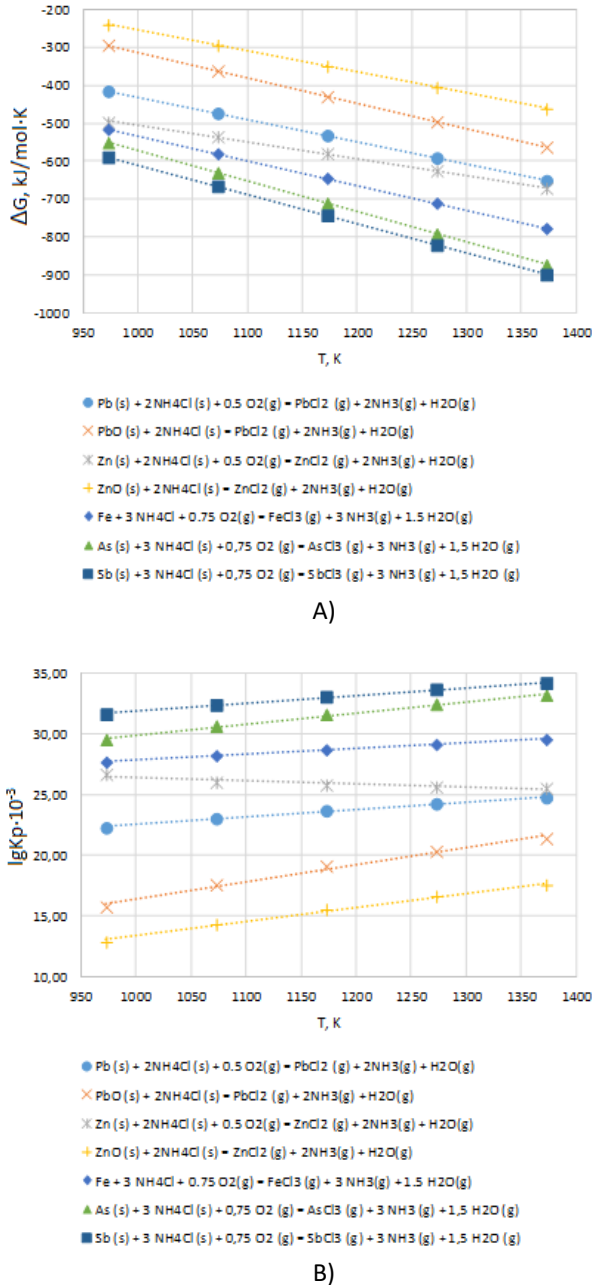 -200
-300
-400
-500
-600
-700
-800
-900
-1000
ΔG, kJ/mol·K
950 1000 1050 1100 1150 1200 1250 1300 1350 1400
T, K
Pb (s) + 2NH4Cl (s) + 0.5 O2(g) = PbCl2 (g) + 2NH3(g) + H2O(g)
PbO (s) + 2NH4Cl (s) = PbCl2 (g) + 2NH3(g) + H2O(g)
Zn (s) + 2NH4Cl (s) + 0.5 O2(g) = ZnCl2 (g) + 2NH3(g) + H2O(g)
ZnO (s) + 2NH4Cl (s) = ZnCl2 (g) + 2NH3(g) + H2O(g)
Fe + 3 NH4Cl + 0.75 O2(g) = FeCl3 (g) + 3 NH3(g) + 1.5 H2O(g)
As (s) + 3 NH4Cl (s) + 0,75 O2 (g) = AsCl3 (g) + 3 NH3 (g) + 1,5 H2O (g)
Sb (s) + 3 NH4Cl (s) + 0,75 O2 (g) = SbCl3 (g) + 3 NH3 (g) + 1,5 H2O (g)
A)
35,00
30,00
25,00
20,00
15,00
10,00
lgKp·10⁻³
950 1000 1050 1100 1150 1200 1250 1300 1350 1400
T, K
Pb (s) + 2NH4Cl (s) + 0.5 O2(g) = PbCl2 (g) + 2NH3(g) + H2O(g)
PbO (s) + 2NH4Cl (s) = PbCl2 (g) + 2NH3(g) + H2O(g)
Zn (s) + 2NH4Cl (s) + 0.5 O2(g) = ZnCl2 (g) + 2NH3(g) + H2O(g)
ZnO (s) + 2NH4Cl (s) = ZnCl2 (g) + 2NH3(g) + H2O(g)
Fe + 3 NH4Cl + 0.75 O2(g) = FeCl3 (g) + 3 NH3(g) + 1.5 H2O(g)
As (s) + 3 NH4Cl (s) + 0,75 O2 (g) = AsCl3 (g) + 3 NH3 (g) + 1,5 H2O (g)
Sb (s) + 3 NH4Cl (s) + 0,75 O2 (g) = SbCl3 (g) + 3 NH3 (g) + 1,5 H2O (g)
B)